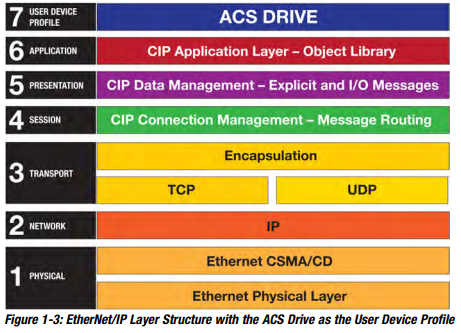 7 USER DEVICE PROFILE ACS DRIVE
6 APPLICATION CIP Application Layer – Object Library
5 PRESENTATION CIP Data Management – Explicit and I/O Messages
4 SESSION CIP Connection Management – Message Routing
3 TRANSPORT Encapsulation
TCP UDP
2 NETWORK IP
1 PHYSICAL Ethernet CSMA/CD
Ethernet Physical Layer
Figure 1-3: EtherNet/IP Layer Structure with the ACS Drive as the User Device Profile